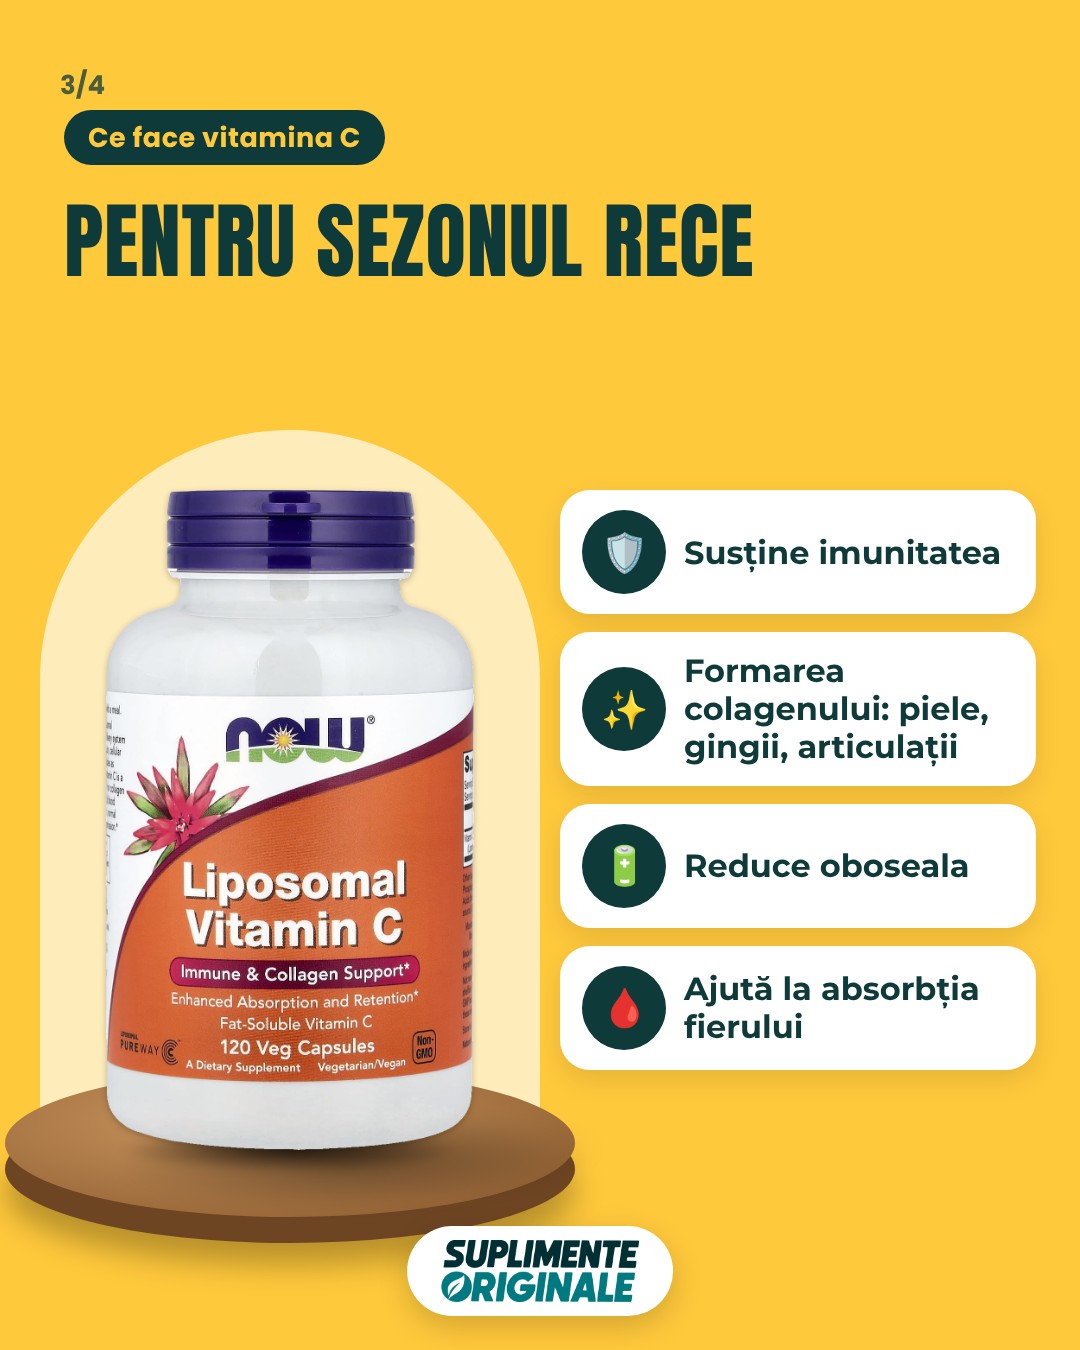 3/4
Ce face vitamina C
PENTRU SEZONUL RECE
Susține imunitatea
Formarea
colagenului: piele,
gingii, articulații
Reduce oboseala
Ajută la absorbția
fierului
NOW®
Liposomal
Vitamin C
Immune & Collagen Support*
Enhanced Absorption and Retention*
Fat-Soluble Vitamin C
120 Veg Capsules
A Dietary Supplement Vegetarian/Vegan
Non-
GMO
LIPOSOMAL
PUREWAY C™
SUPLIMENTE
ORIGINALE